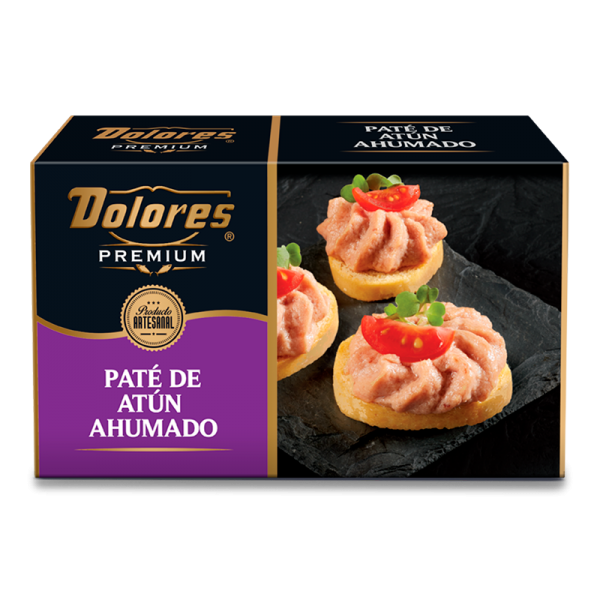 Dolores®
PREMIUM
PATÉ DE
ATÚN
AHUMADO
Dolores®
PREMIUM
Producto
ARTESANAL
PATÉ DE
ATÚN
AHUMADO